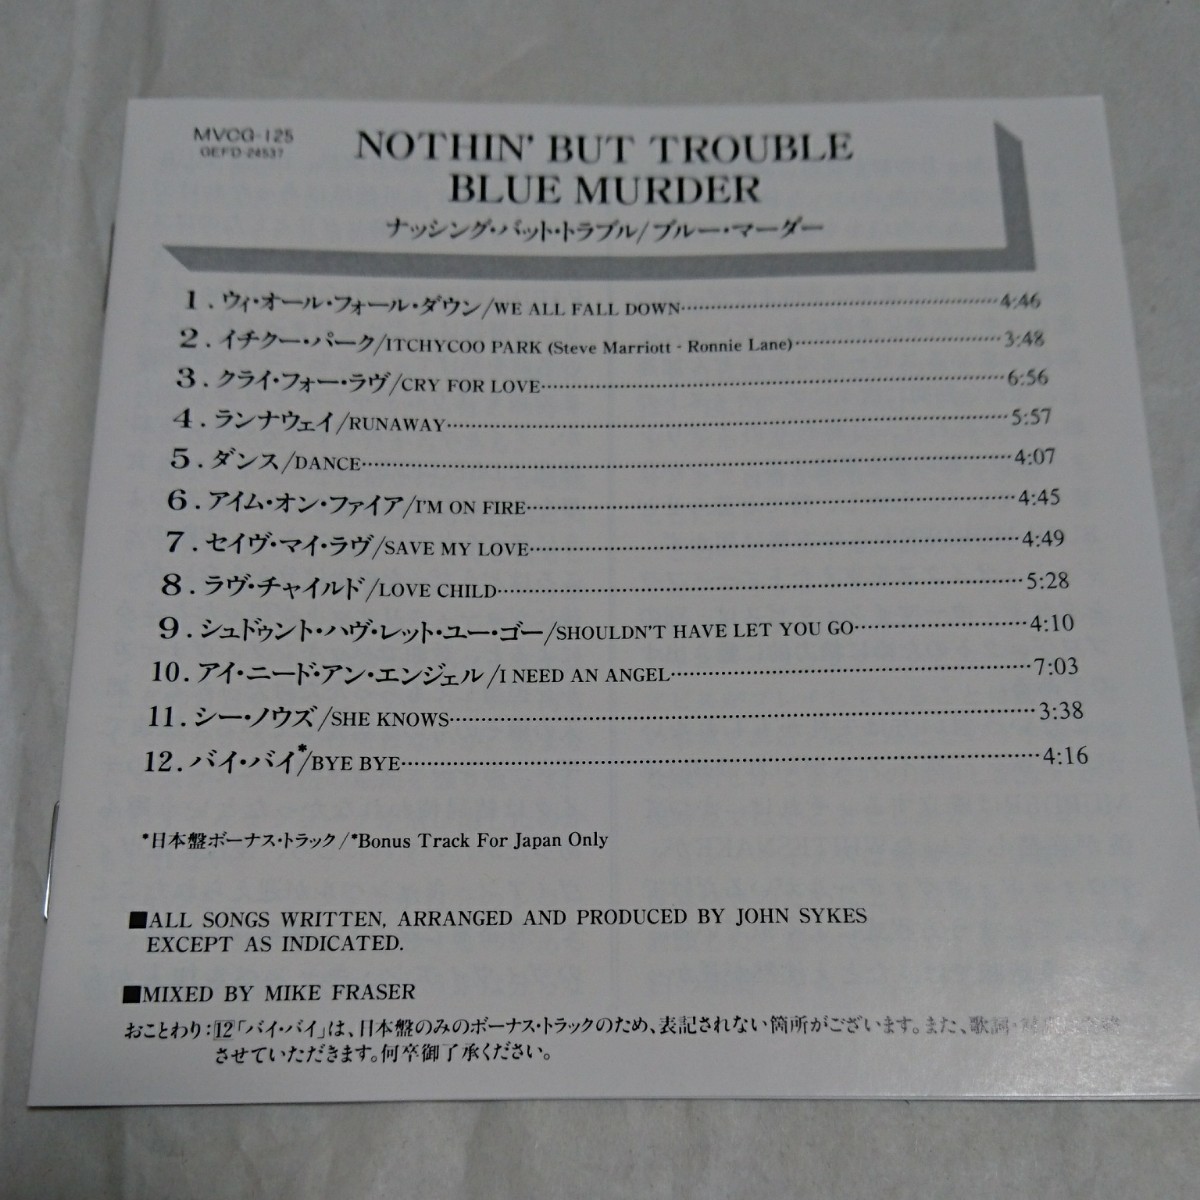 MVCG-125
GEFD-24537
NOTHIN' BUT TROUBLE
BLUE MURDER
ナッシング・バット・トラブル/ブルー・マーダー
1. ウィ・オール・フォール・ダウン/WE ALL FALL DOWN 4:46
2. イチクー・パーク/ITCHYCOO PARK (Steve Marriott - Ronnie Lane) 3:48
3. クライ・フォー・ラヴ/CRY FOR LOVE 6:56
4. ランナウェイ/RUNAWAY 5:57
5. ダンス/DANCE 4:07
6. アイム・オン・ファイア/I'M ON FIRE 4:45
7. セイヴ・マイ・ラヴ/SAVE MY LOVE 4:49
8. ラヴ・チャイルド/LOVE CHILD 5:28
9. シュドゥント・ハヴ・レット・ユー・ゴー/SHOULDN'T HAVE LET YOU GO 4:10
10. アイ・ニード・アン・エンジェル/I NEED AN ANGEL 7:03
11. シー・ノウズ/SHE KNOWS 3:38
12. バイ・バイ*/BYE BYE 4:16
*日本盤ボーナス・トラック/*Bonus Track For Japan Only
■ALL SONGS WRITTEN, ARRANGED AND PRODUCED BY JOHN SYKES
EXCEPT AS INDICATED.
■MIXED BY MIKE FRASER
おことわり：12「バイ・バイ」は、日本盤のみのボーナス・トラックのため、表記されない箇所がございます。また、歌詞・
させていただきます。何卒御了承ください。